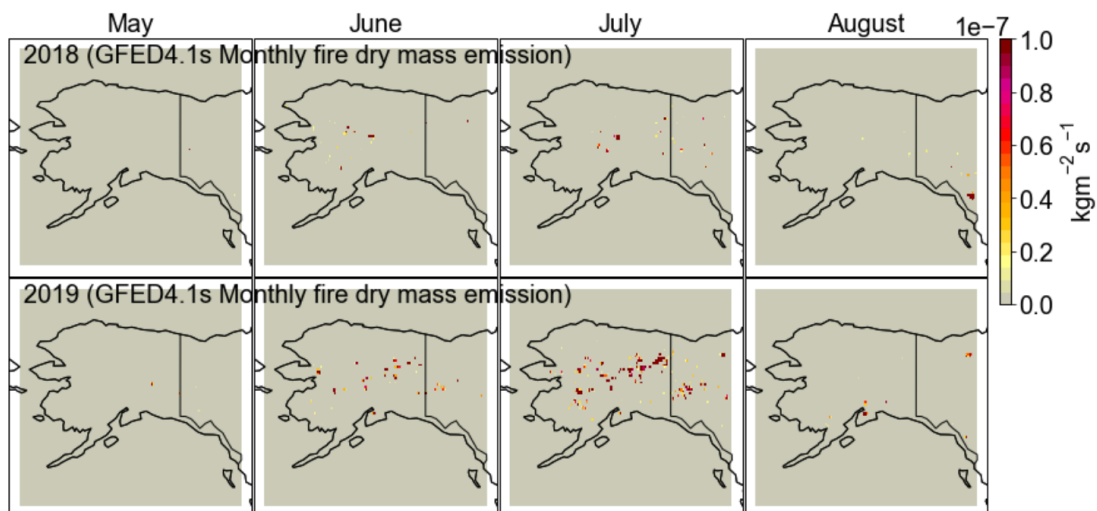 May June July August 1e−7
2018 (GFED4.1s Monthly fire dry mass emission)
1.0
0.8
0.6
0.4
0.2
0.0
kgm⁻²s⁻¹
2019 (GFED4.1s Monthly fire dry mass emission)